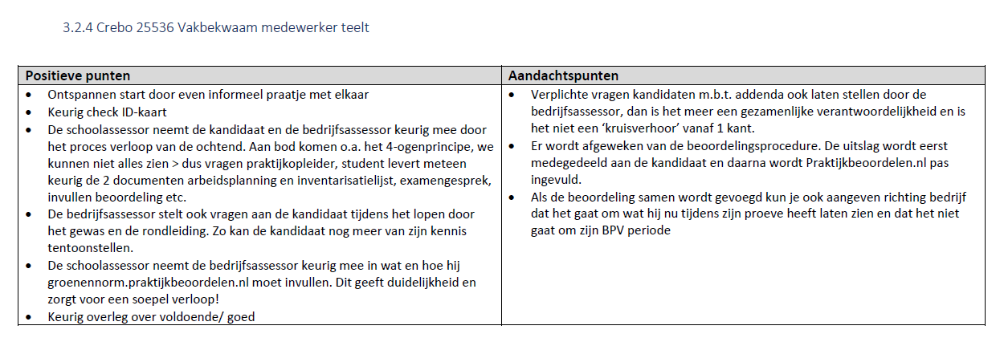 3.2.4 Crebo 25536 Vakbekwaam medewerker teelt
Positieve punten
• Ontspannen start door even informeel praatje met elkaar
• Keurig check ID-kaart
• De schoolassessor neemt de kandidaat en de bedrijfsassessor keurig mee door
het proces verloop van de ochtend. Aan bod komen o.a. het 4-ogenprincipe, we
kunnen niet alles zien > dus vragen praktijkopleider, student levert meteen
keurig de 2 documenten arbeidsplanning en inventarisatielijst, examengesprek,
invullen beoordeling etc.
• De bedrijfsassessor stelt ook vragen aan de kandidaat tijdens het lopen door
het gewas en de rondleiding. Zo kan de kandidaat nog meer van zijn kennis
tentoonstellen.
• De schoolassessor neemt de bedrijfsassessor keurig mee in wat en hoe hij
groenennorm.praktijkbeoordelen.nl moet invullen. Dit geeft duidelijkheid en
zorgt voor een soepel verloop!
• Keurig overleg over voldoende/ goed
Aandachtspunten
• Verplichte vragen kandidaten m.b.t. addenda ook laten stellen door de
bedrijfsassessor, dan is het meer een gezamenlijke verantwoordelijkheid en is
het niet een ‘kruisverhoor’ vanaf 1 kant.
• Er wordt afgeweken van de beoordelingsprocedure. De uitslag wordt eerst
medegedeeld aan de kandidaat en daarna wordt Praktijkbeoordelen.nl pas
ingevuld.
• Als de beoordeling samen wordt gevoegd kun je ook aangeven richting bedrijf
dat het gaat om wat hij nu tijdens zijn proeve heeft laten zien en dat het niet
gaat om zijn BPV periode